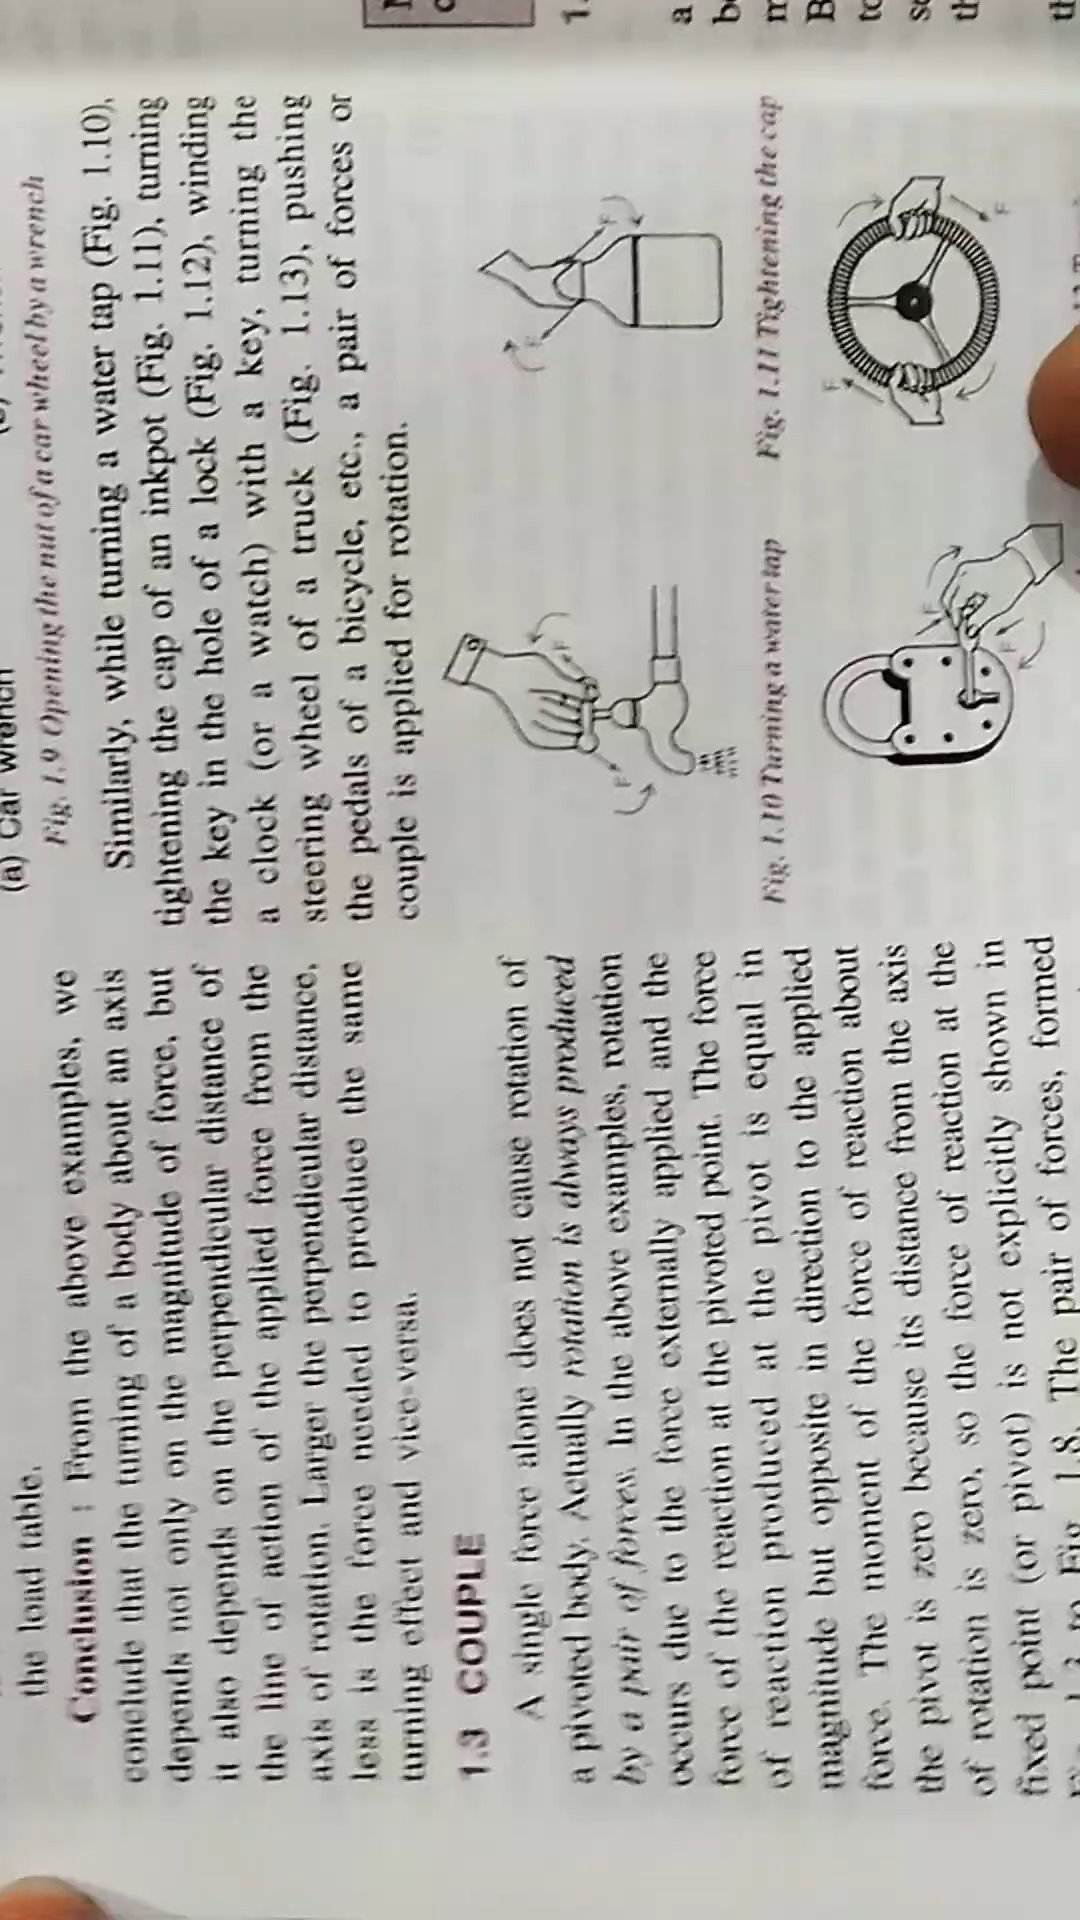 the load table.
Conclusion : From the above examples, we
conclude that the turning of a body about an axis
depends not only on the magnitude of force, but
it also depends on the perpendicular distance of
the line of action of the applied force from the
axis of rotation. Larger the perpendicular distance,
less is the force needed to produce the same
turning effect and vice-versa.
1.3 COUPLE
A single force alone does not cause rotation of
a pivoted body. Actually rotation is always produced
by a pair of forces. In the above examples, rotation
occurs due to the force externally applied and the
force of the reaction at the pivoted point. The force
of reaction produced at the pivot is equal in
magnitude but opposite in direction to the applied
force. The moment of the force of reaction about
the pivot is zero because its distance from the axis
of rotation is zero, so the force of reaction at the
fixed point (or pivot) is not explicitly shown in
to Fig. 1.8. The pair of forces, formed
(a) Car wrench
Fig. 1.9 Opening the nut of a car wheel by a wrench
Similarly, while turning a water tap (Fig. 1.10),
tightening the cap of an inkpot (Fig. 1.11), turning
the key in the hole of a lock (Fig. 1.12), winding
a clock (or a watch) with a key, turning the
steering wheel of a truck (Fig. 1.13), pushing
the pedals of a bicycle, etc., a pair of forces or
couple is applied for rotation.
F
F
F
F
Fig. 1.10 Turning a water tap
Fig. 1.11 Tightening the cap
F
F
F
F
1.
a